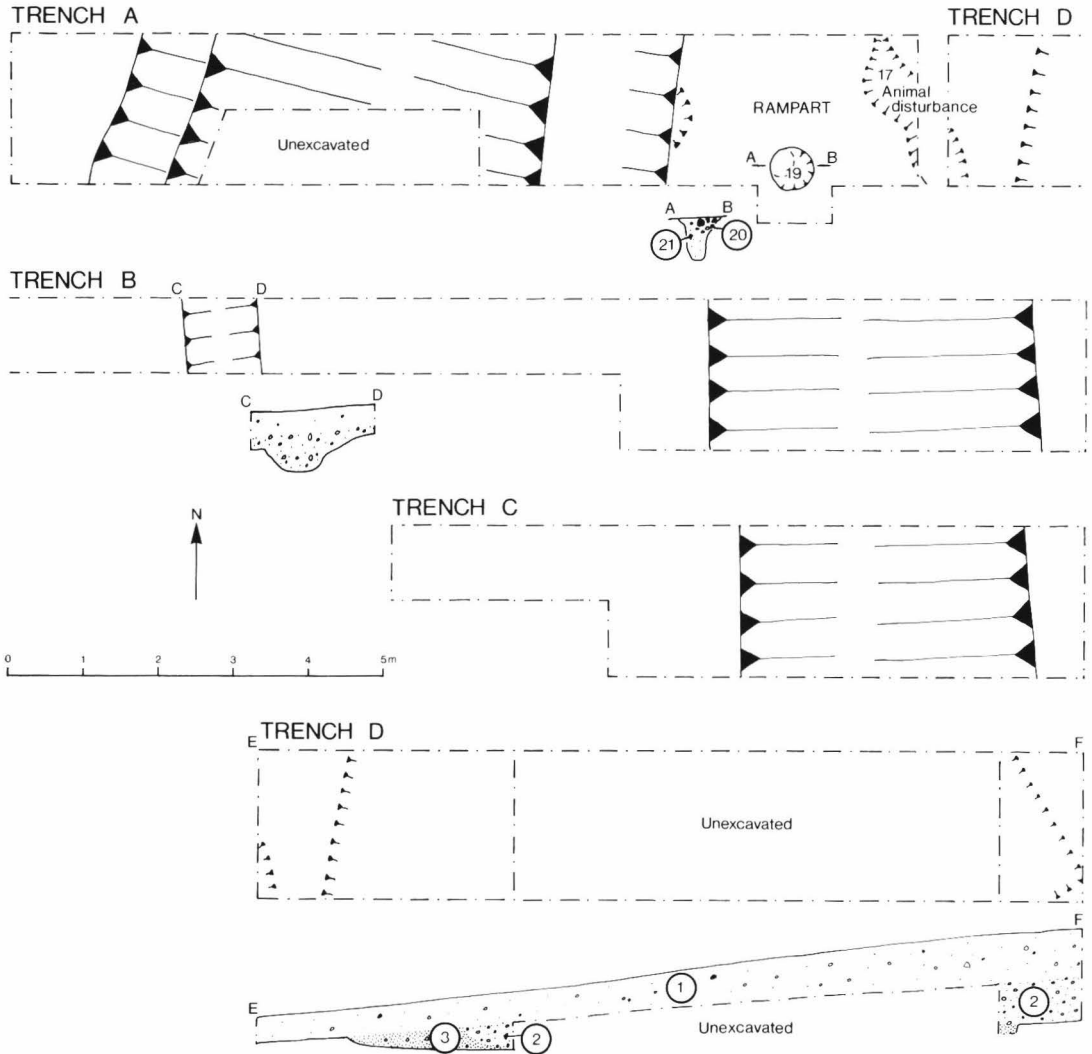 TRENCH A
TRENCH D
17
Animal
disturbance
RAMPART
Unexcavated
A B
19
A B
21 20
TRENCH B
C D
C D
N
TRENCH C
0 1 2 3 4 5m
TRENCH D
E F
Unexcavated
F
1
E
2
3 2 Unexcavated